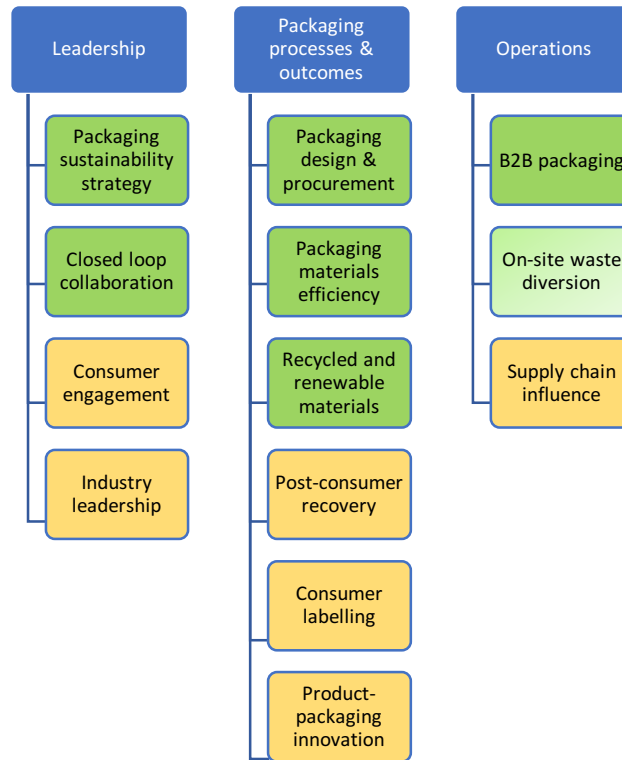 Leadership
Packaging
sustainability
strategy
Closed loop
collaboration
Consumer
engagement
Industry
leadership
Packaging
processes &
outcomes
Packaging
design &
procurement
Packaging
materials
efficiency
Recycled and
renewable
materials
Post-consumer
recovery
Consumer
labelling
Product-
packaging
innovation
Operations
B2B packaging
On-site waste
diversion
Supply chain
influence